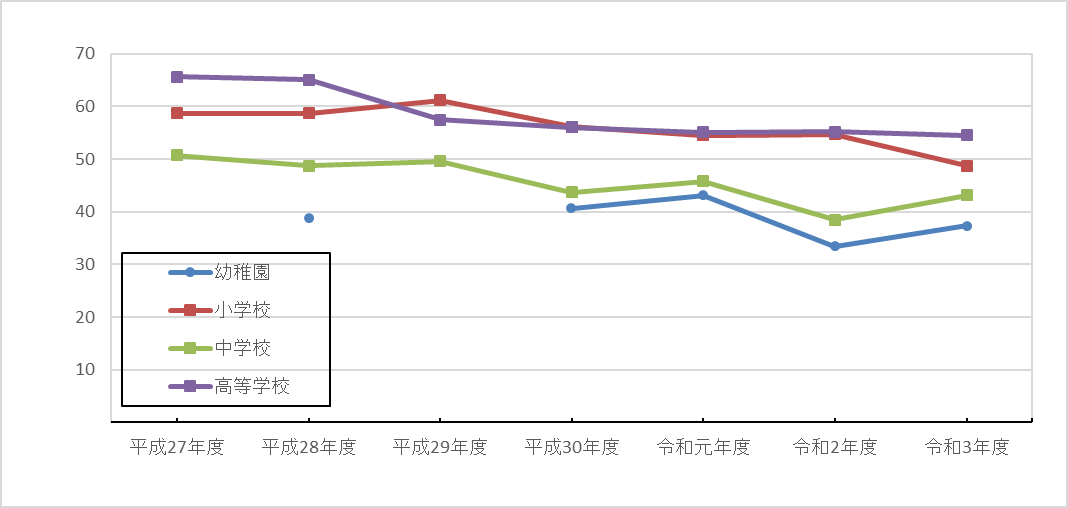 70
60
50
40
30
20
10
幼稚園
小学校
中学校
高等学校
平成27年度 平成28年度 平成29年度 平成30年度 令和元年度 令和2年度 令和3年度